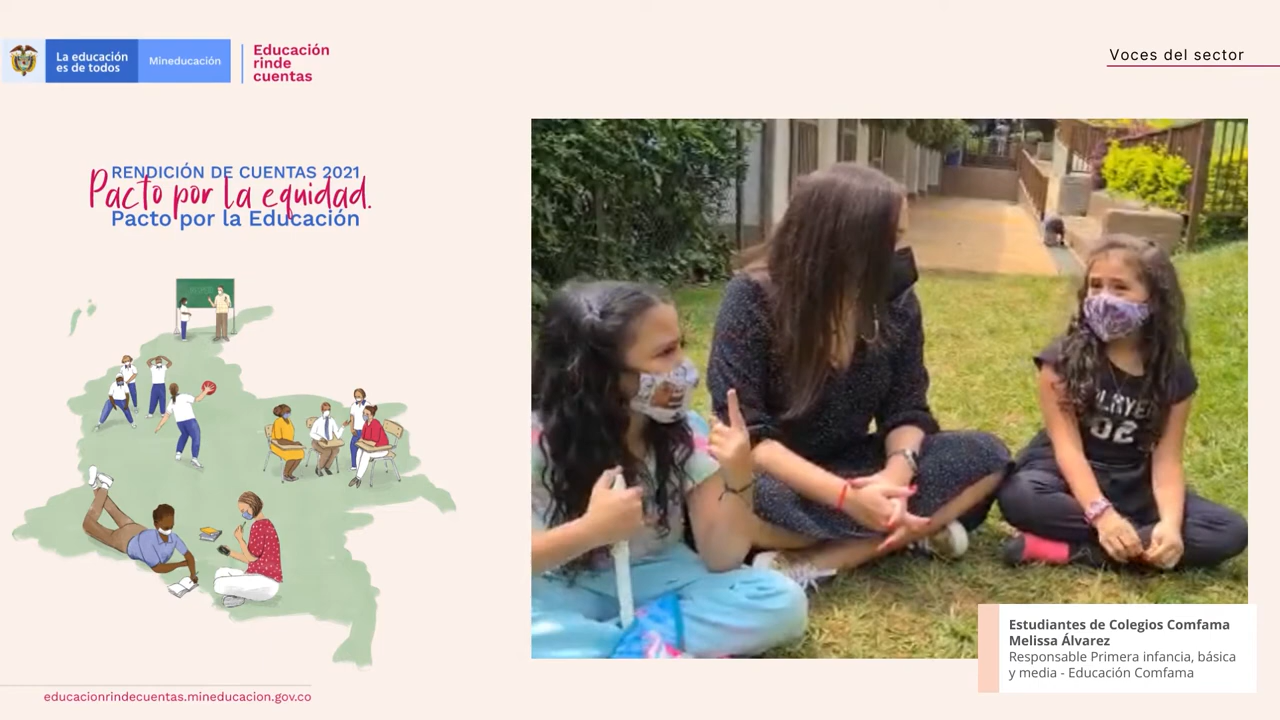 La educación
es de todos
Mineducación
Educación
rinde
cuentas
Voces del sector
RENDICIÓN DE CUENTAS 2021
Pacto por la equidad.
Pacto por la Educación
Estudiantes de Colegios Comfama
Melissa Álvarez
Responsable Primera infancia, básica
y media - Educación Comfama
educacionrindecuentas.mineducacion.gov.co